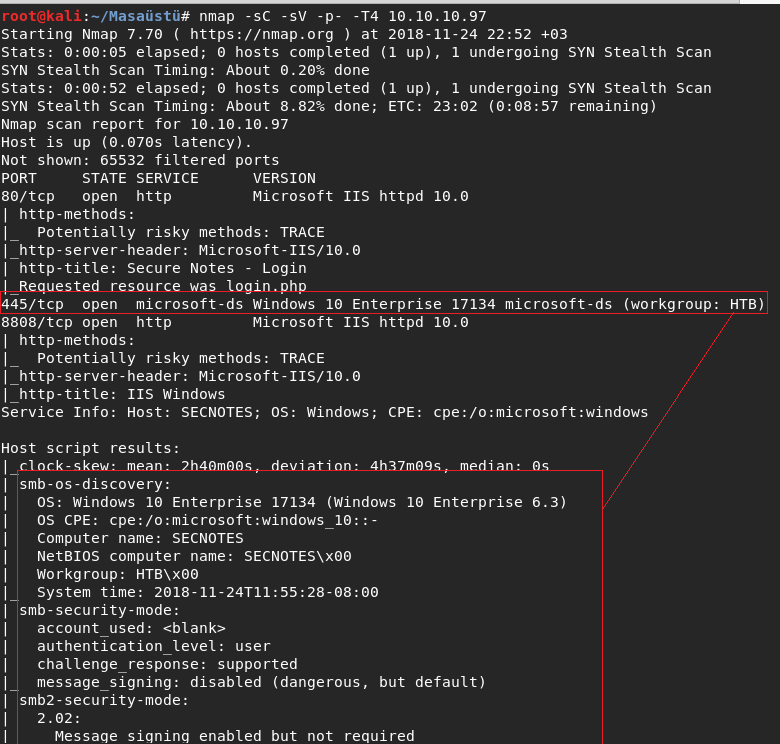 root@kali:~/Masaüstü# nmap -sC -sV -p- -T4 10.10.10.97
Starting Nmap 7.70 ( https://nmap.org ) at 2018-11-24 22:52 +03
Stats: 0:00:05 elapsed; 0 hosts completed (1 up), 1 undergoing SYN Stealth Scan
SYN Stealth Scan Timing: About 0.20% done
Stats: 0:00:52 elapsed; 0 hosts completed (1 up), 1 undergoing SYN Stealth Scan
SYN Stealth Scan Timing: About 8.82% done; ETC: 23:02 (0:08:57 remaining)
Nmap scan report for 10.10.10.97
Host is up (0.070s latency).
Not shown: 65532 filtered ports
PORT     STATE SERVICE      VERSION
80/tcp   open  http         Microsoft IIS httpd 10.0
| http-methods:
|_  Potentially risky methods: TRACE
|_http-server-header: Microsoft-IIS/10.0
| http-title: Secure Notes - Login
|_Requested resource was login.php
445/tcp  open  microsoft-ds Windows 10 Enterprise 17134 microsoft-ds (workgroup: HTB)
8808/tcp open  http         Microsoft IIS httpd 10.0
| http-methods:
|_  Potentially risky methods: TRACE
|_http-server-header: Microsoft-IIS/10.0
|_http-title: IIS Windows
Service Info: Host: SECNOTES; OS: Windows; CPE: cpe:/o:microsoft:windows
Host script results:
|_clock-skew: mean: 2h40m00s, deviation: 4h37m09s, median: 0s
| smb-os-discovery:
|   OS: Windows 10 Enterprise 17134 (Windows 10 Enterprise 6.3)
|   OS CPE: cpe:/o:microsoft:windows_10::-
|   Computer name: SECNOTES
|   NetBIOS computer name: SECNOTES\x00
|   Workgroup: HTB\x00
|_  System time: 2018-11-24T11:55:28-08:00
| smb-security-mode:
|   account_used: <blank>
|   authentication_level: user
|   challenge_response: supported
|_  message_signing: disabled (dangerous, but default)
| smb2-security-mode:
|   2.02:
|     Message signing enabled but not required